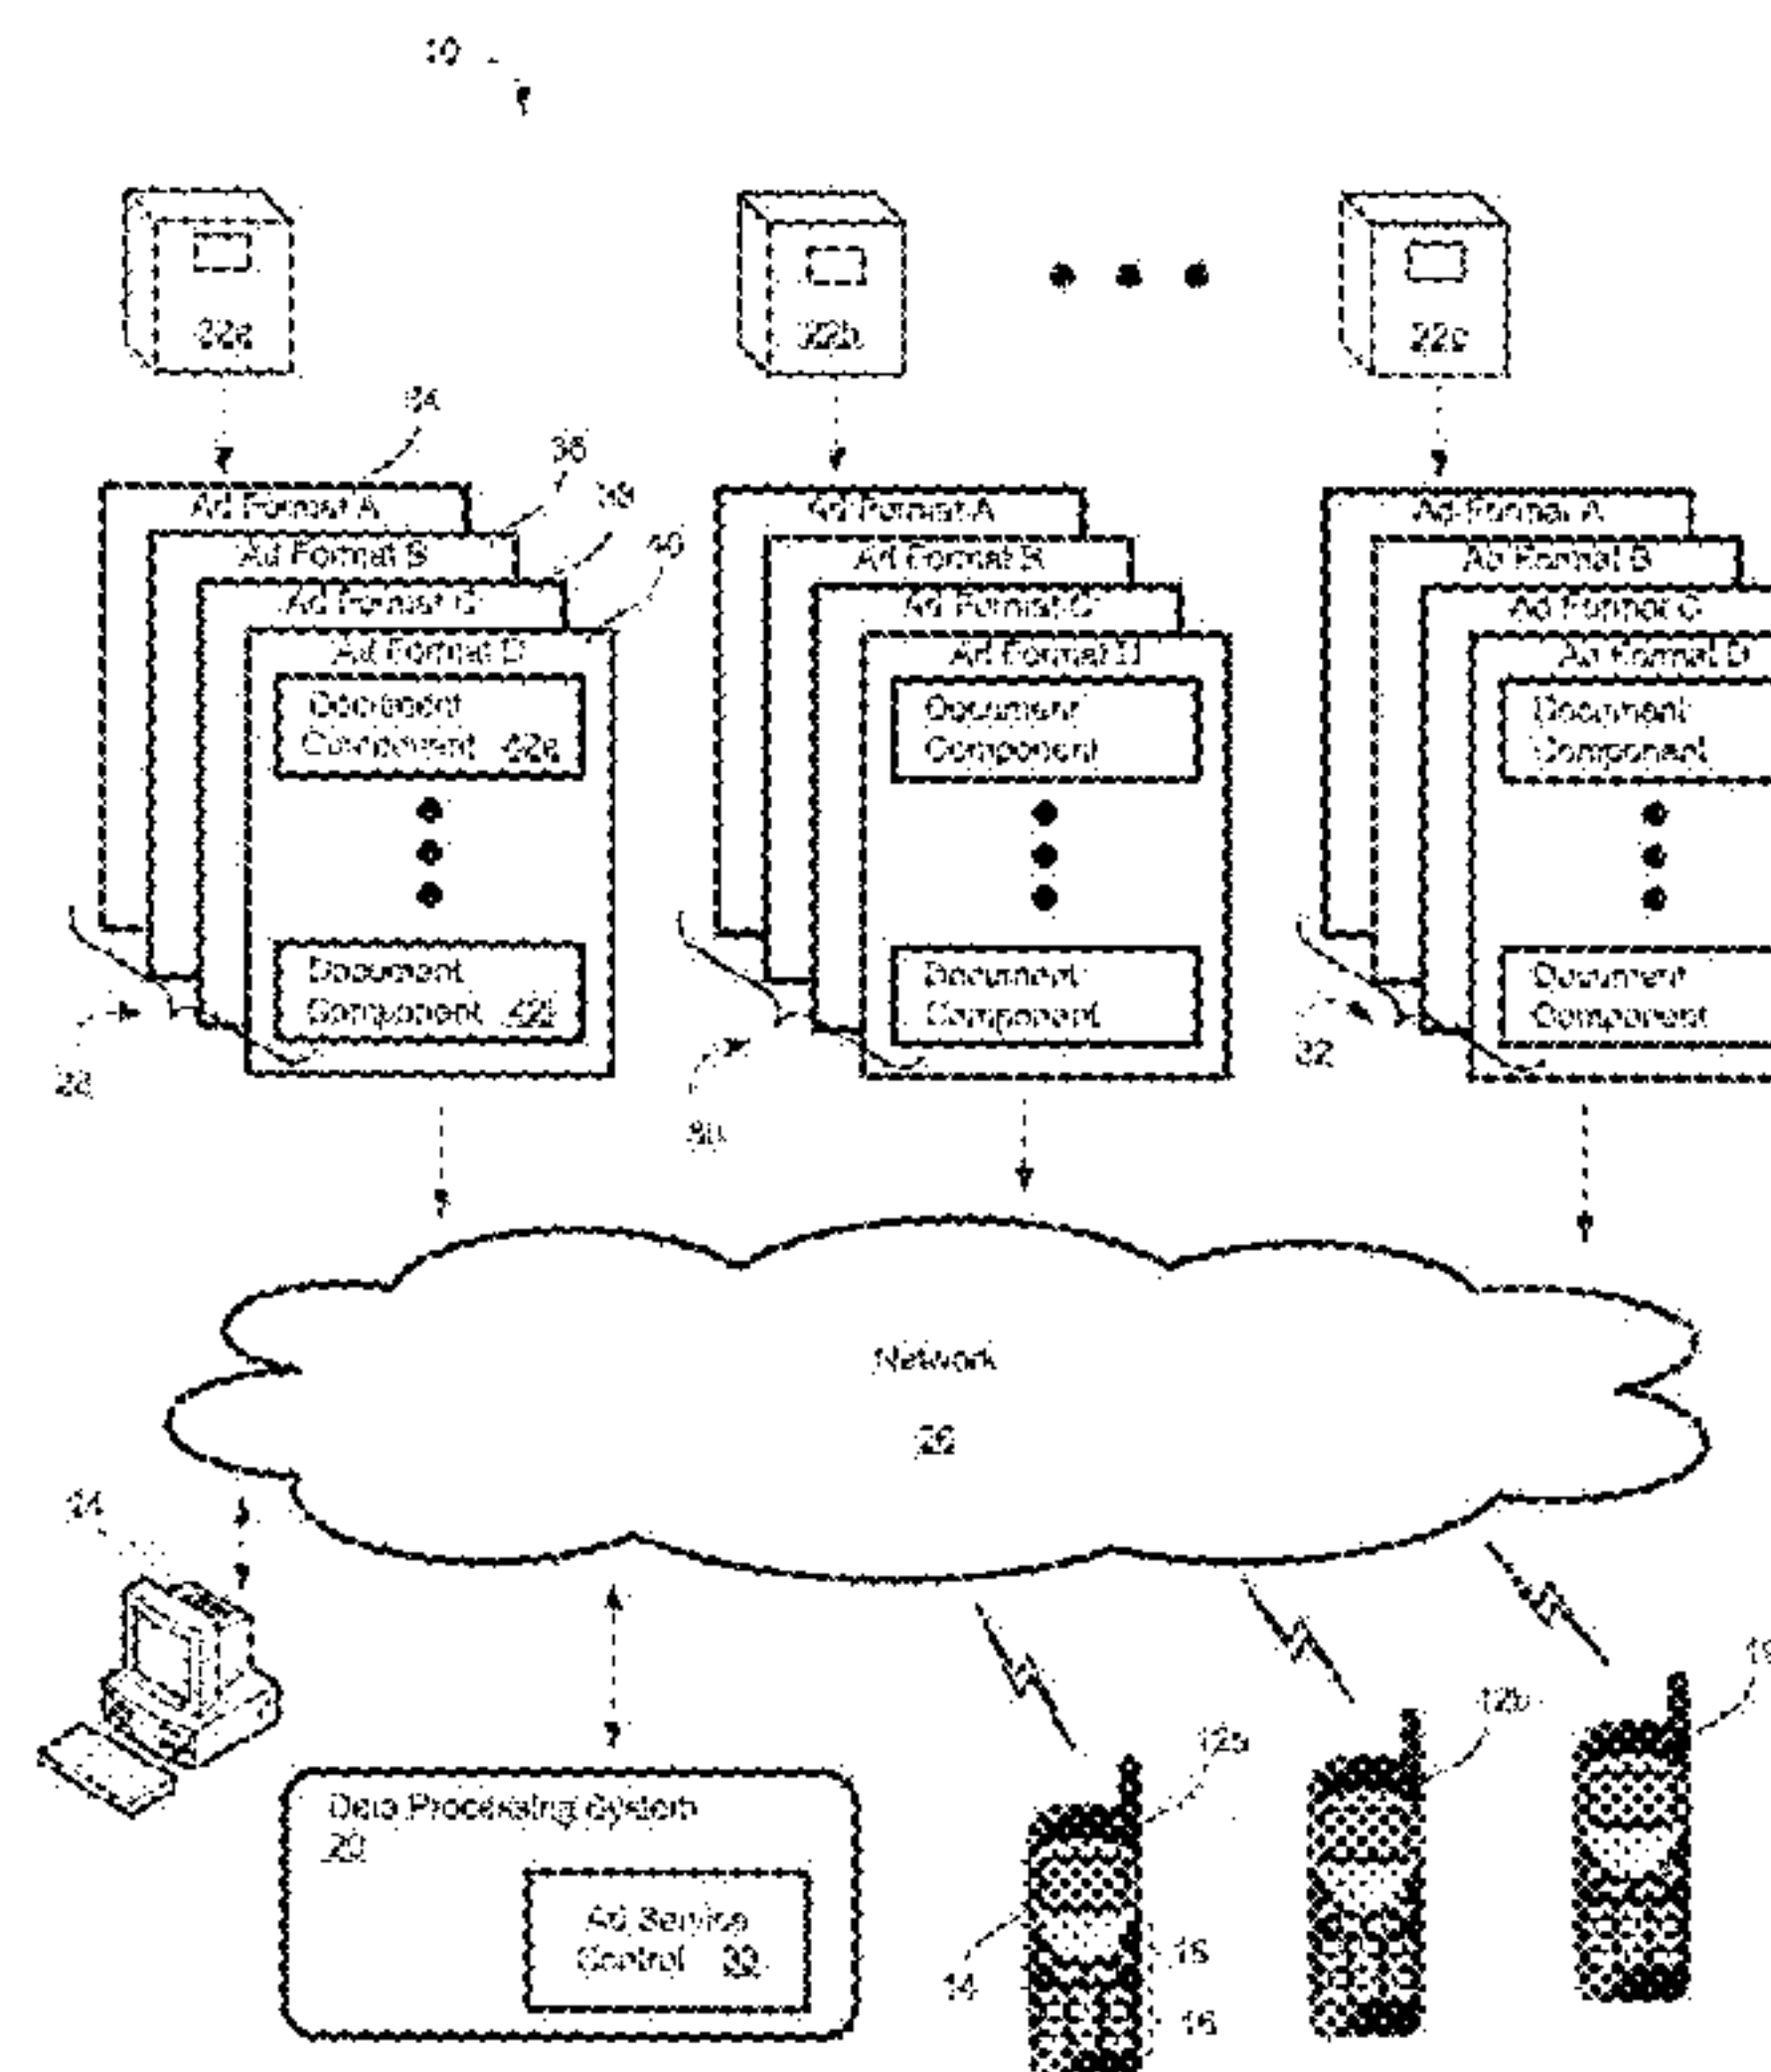 10
22a
22b
22c
36
38
40
Ad Format A
Ad Format B
Ad Format C
Ad Format D
Document
Component 42a
Document
Component 42b
Ad Format A
Ad Format B
Ad Format C
Ad Format D
Document
Component
Document
Component
Ad Format A
Ad Format B
Ad Format C
Ad Format D
Document
Component
Document
Component
28
30
32
Network
26
24
Data Processing System
20
Ad Service
Control
12a
12b
14
16